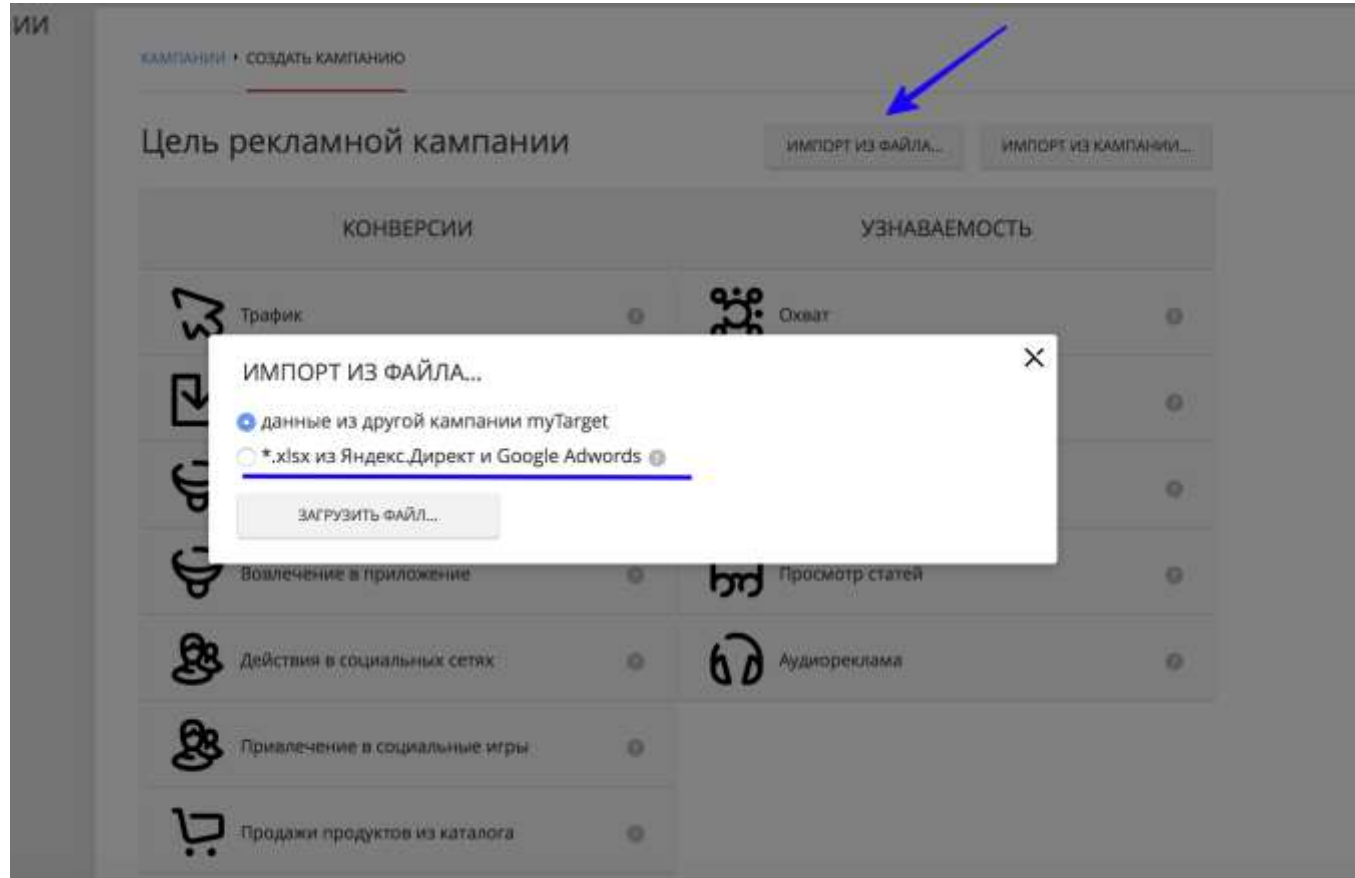 ИИ
КАМПАНИИ • СОЗДАТЬ КАМПАНИЮ
Цель рекламной кампании
ИМПОРТ ИЗ ФАЙЛА...
ИМПОРТ ИЗ КАМПАНИИ...
КОНВЕРСИИ
УЗНАВАЕМОСТЬ
Трафик
Охват
ИМПОРТ ИЗ ФАЙЛА...
данные из другой кампании myTarget
*.xlsx из Яндекс.Директ и Google Adwords
ЗАГРУЗИТЬ ФАЙЛ...
Вовлечение в приложение
Просмотр статей
Действия в социальных сетях
Аудиореклама
Привлечение в социальные игры
Продажи продуктов из каталога